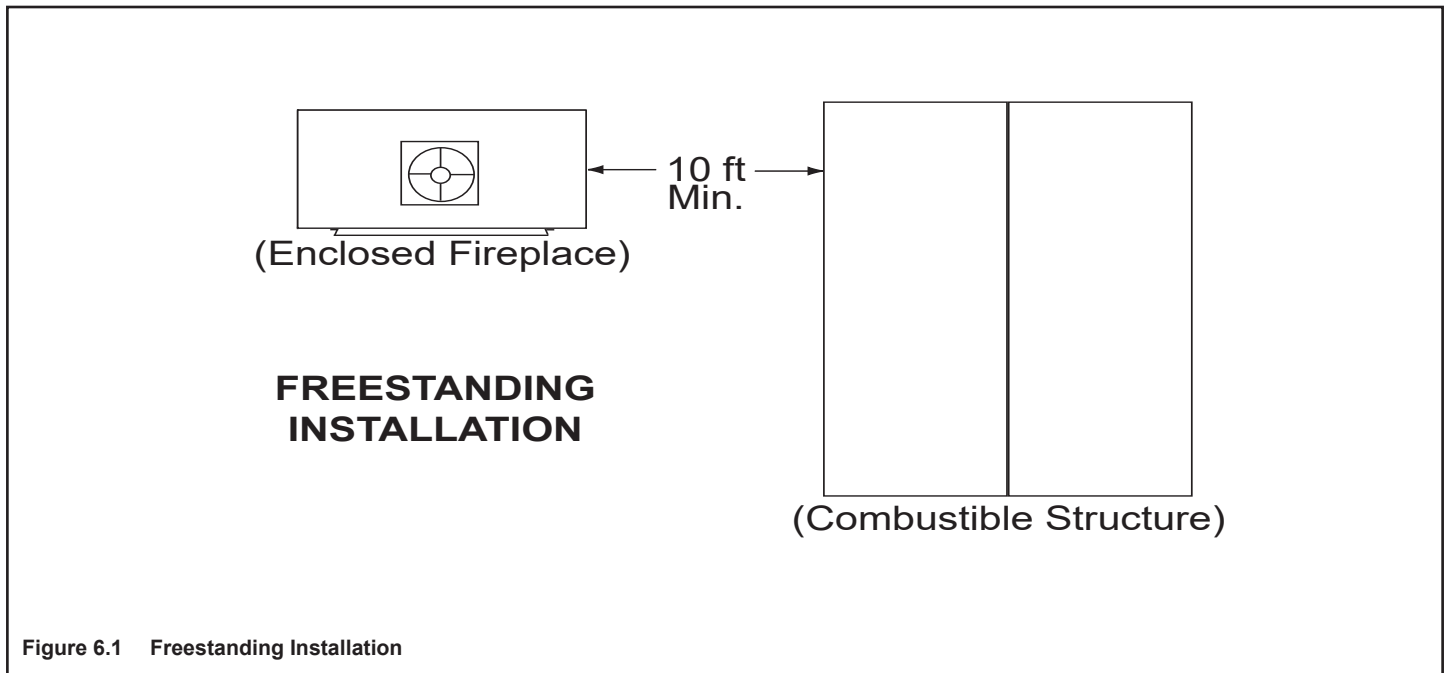 10 ft
Min.
(Enclosed Fireplace)
FREESTANDING
INSTALLATION
(Combustible Structure)
Figure 6.1 Freestanding Installation